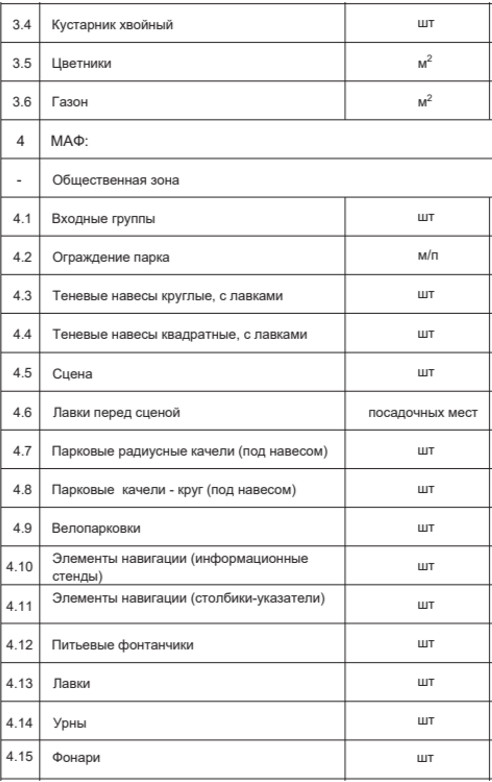 3.4 Кустарник хвойный шт
3.5 Цветники м²
3.6 Газон м²
4 МАФ:
- Общественная зона
4.1 Входные группы шт
4.2 Ограждение парка м/п
4.3 Теневые навесы круглые, с лавками шт
4.4 Теневые навесы квадратные, с лавками шт
4.5 Сцена шт
4.6 Лавки перед сценой посадочных мест
4.7 Парковые радиусные качели (под навесом) шт
4.8 Парковые качели - круг (под навесом) шт
4.9 Велопарковки шт
4.10 Элементы навигации (информационные
стенды) шт
4.11 Элементы навигации (столбики-указатели) шт
4.12 Питьевые фонтанчики шт
4.13 Лавки шт
4.14 Урны шт
4.15 Фонари шт